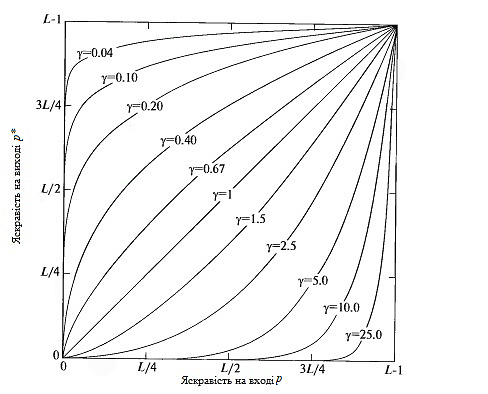 L-1
γ=0.04
γ=0.10
3L/4
γ=0.20
γ=0.40
γ=0.67
L/2
γ=1
γ=1.5
γ=2.5
L/4
γ=5.0
γ=10.0
γ=25.0
0
0
L/4
L/2
3L/4
L-1
Яскравість на виході p*
Яскравість на вході p